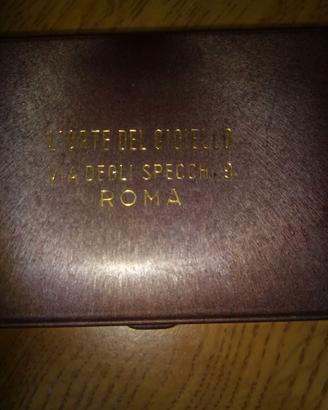 L'ARTE DEL GIOIELLO
VIA DEGLI SPECCHI, 9.
ROMA